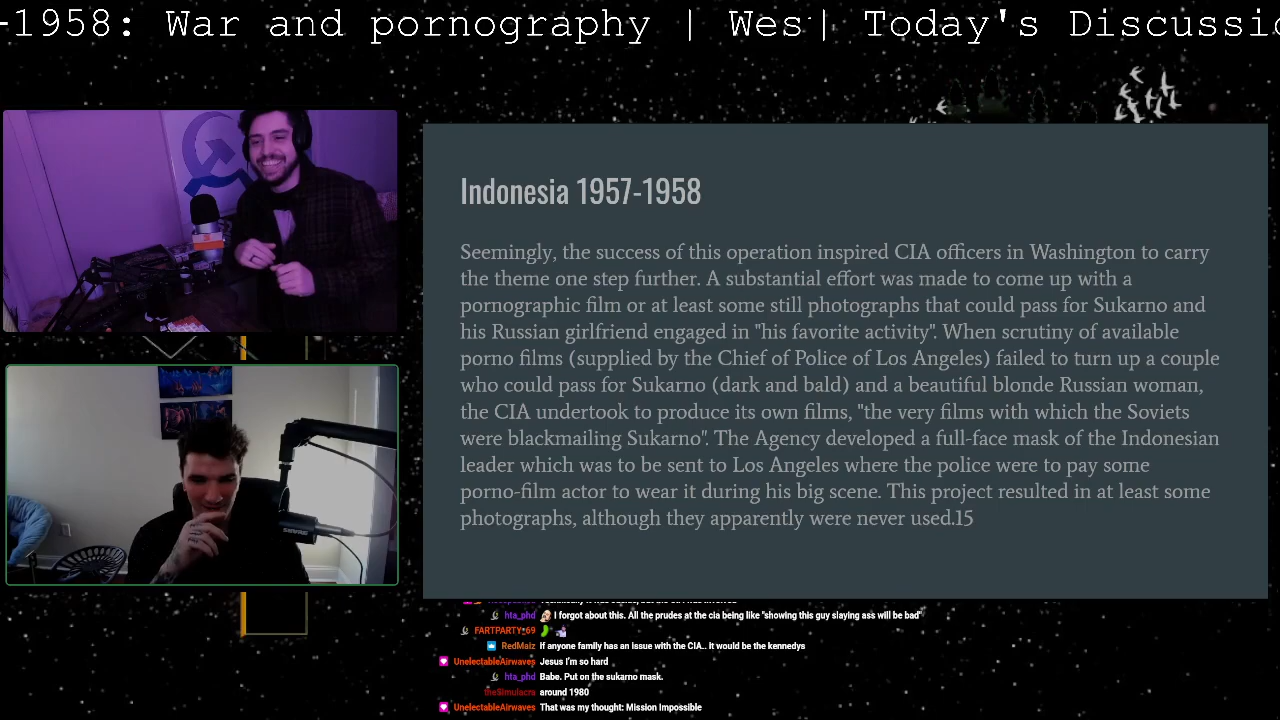 -1958: War and pornography | Wes| Today's Discussi
Indonesia 1957-1958
Seemingly, the success of this operation inspired CIA officers in Washington to carry
the theme one step further. A substantial effort was made to come up with a
pornographic film or at least some still photographs that could pass for Sukarno and
his Russian girlfriend engaged in "his favorite activity". When scrutiny of available
porno films (supplied by the Chief of Police of Los Angeles) failed to turn up a couple
who could pass for Sukarno (dark and bald) and a beautiful blonde Russian woman,
the CIA undertook to produce its own films, "the very films with which the Soviets
were blackmailing Sukarno". The Agency developed a full-face mask of the Indonesian
leader which was to be sent to Los Angeles where the police were to pay some
porno-film actor to wear it during his big scene. This project resulted in at least some
photographs, although they apparently were never used.15
hta_phd I forgot about this. All the prudes at the cia being like "showing this guy slaying ass will be bad"
FARTPARTY_69
RedMaiz If anyone family has an issue with the CIA.. It would be the kennedys
UnelectableAirwaves Jesus I'm so hard
hta_phd Babe. Put on the sukarno mask.
around 1980
UnelectableAirwaves That was my thought: Mission Impossible
SHURE